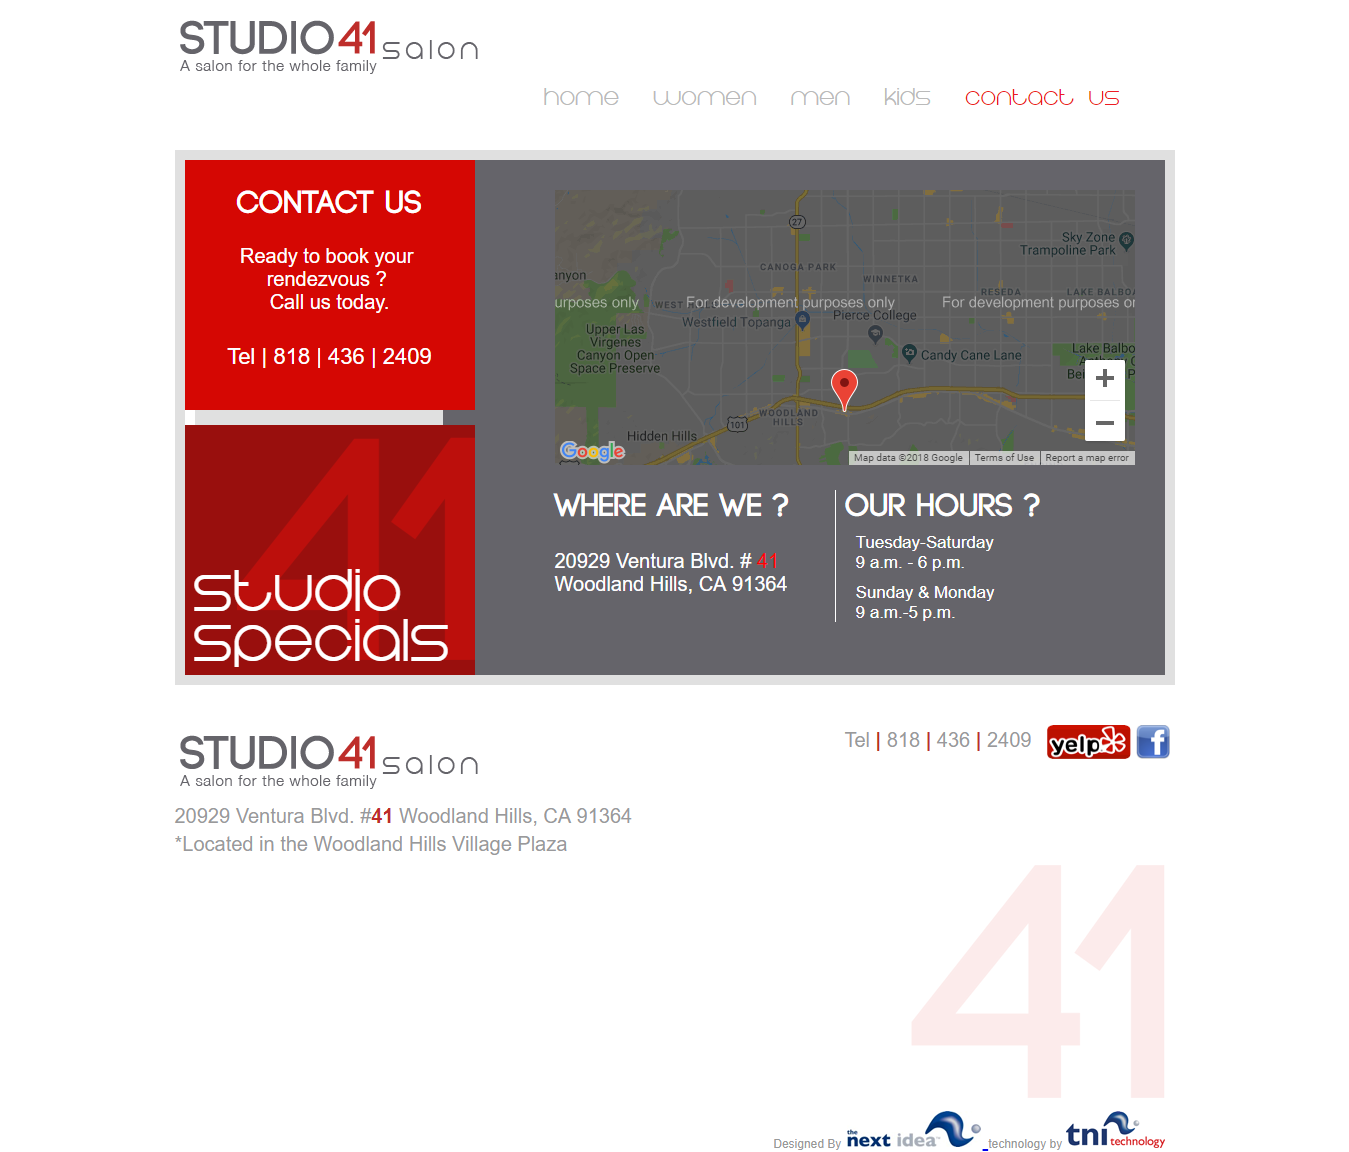 STUDIO 41 salon
A salon for the whole family
home women men kids contact us
CONTACT US
Ready to book your
rendezvous ?
Call us today.
Tel | 818 | 436 | 2409
41
studio
specials
27
Sky Zone
Trampoline Park
CANOGA PARK
WINNETKA
anyon
RESEDA
LAKE BALBOA
WEST
urposes only
For development purposes only
For development purposes on
Westfield Topanga
Pierce College
Upper Las
Virgenes
Canyon Open
Space Preserve
Candy Cane Lane
Lake Balbo
WOODLAND
HILLS
101
Hidden Hills
Google
Map data ©2018 Google
Terms of Use
Report a map error
WHERE ARE WE ?
20929 Ventura Blvd. # 41
Woodland Hills, CA 91364
OUR HOURS ?
Tuesday-Saturday
9 a.m. - 6 p.m.
Sunday & Monday
9 a.m.-5 p.m.
STUDIO 41 salon
A salon for the whole family
Tel | 818 | 436 | 2409
yelp
f
20929 Ventura Blvd. #41 Woodland Hills, CA 91364
*Located in the Woodland Hills Village Plaza
41
Designed By the next idea technology by tni technology